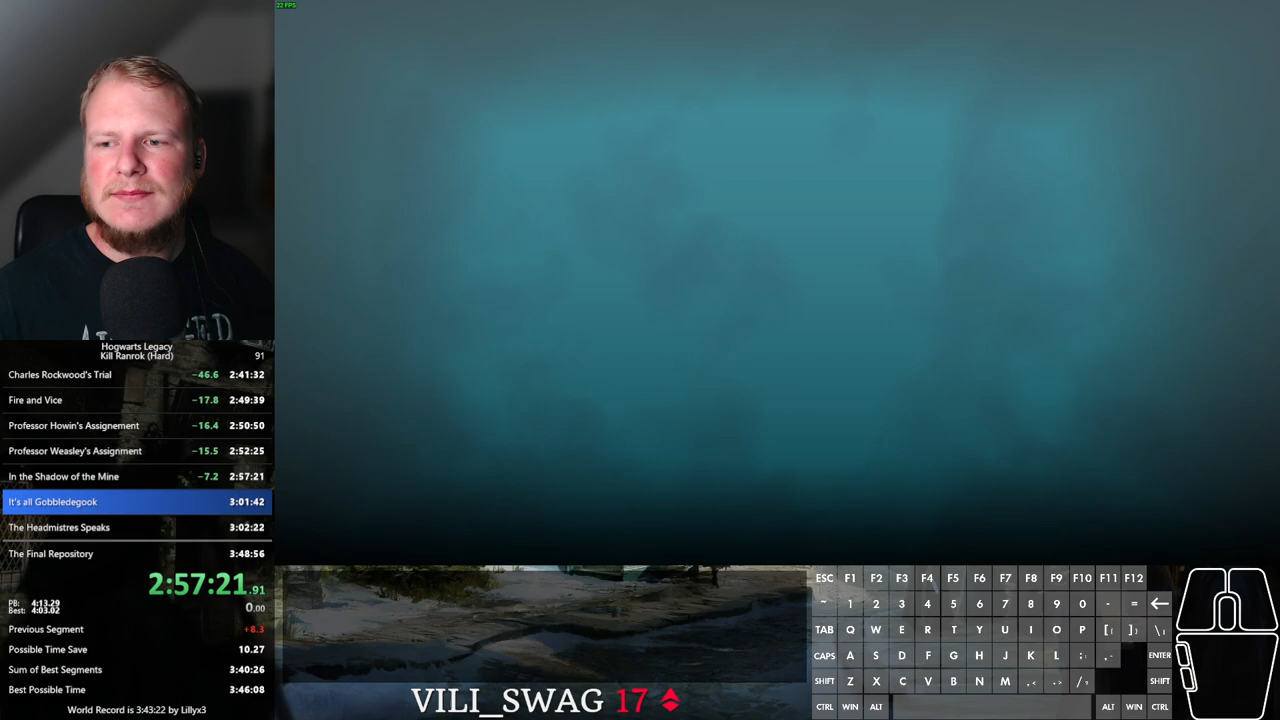 22 FPS
Hogwarts Legacy
Kill Ranrok (Hard) 91
Charles Rockwood's Trial -46.6 2:41:32
Fire and Vice -17.8 2:49:39
Professor Howin's Assignement -16.4 2:50:50
Professor Weasley's Assignment -15.5 2:52:25
In the Shadow of the Mine -7.2 2:57:21
It's all Gobbledegook 3:01:42
The Headmistres Speaks 3:02:22
The Final Repository 3:48:56
2:57:21.91
PB: 4:13.29 0.00
Best: 4:03.02
Previous Segment +8.3
Possible Time Save 10.27
Sum of Best Segments 3:40:26
Best Possible Time 3:46:08
World Record is 3:43:22 by Lillyx3
VILI_SWAG 17
ESC F1 F2 F3 F4 F5 F6 F7 F8 F9 F10 F11 F12
~ 1 2 3 4 5 6 7 8 9 0 - = ←
TAB Q W E R T Y U I O P [{ ]} \|
CAPS A S D F G H J K L ;: ,. ENTER
SHIFT Z X C V B N M ,< .> /? SHIFT
CTRL WIN ALT ALT WIN CTRL